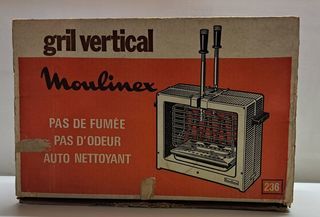 gril vertical
Moulinex
PAS DE FUMÉE
PAS D'ODEUR
AUTO NETTOYANT
236